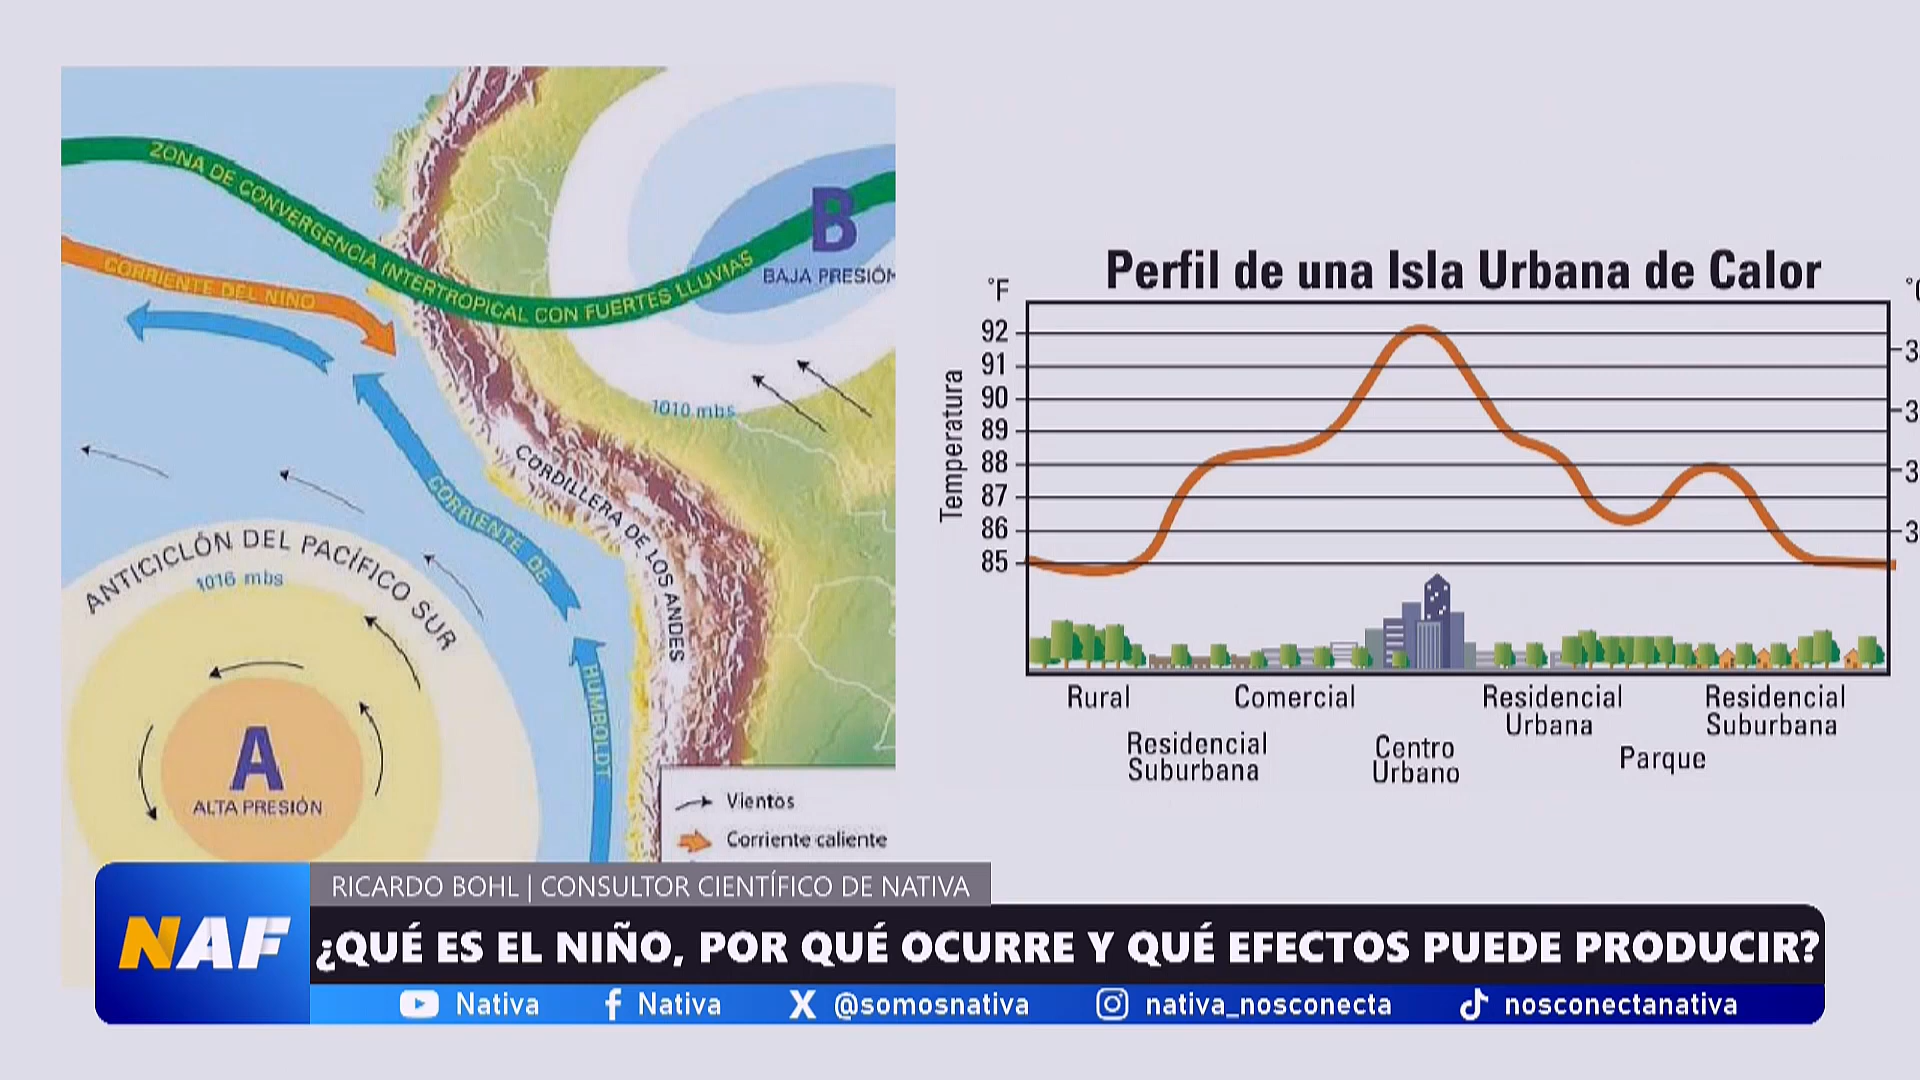 ZONA DE CONVERGENCIA INTERTROPICAL CON FUERTES LLUVIAS
CORRIENTE DEL NIÑO
B
BAJA PRESIÓN
1010 mbs
CORDILLERA DE LOS ANDES
CORRIENTE DE
HUMBOLDT
ANTICICLÓN DEL PACÍFICO SUR
1016 mbs
A
ALTA PRESIÓN
Vientos
Corriente caliente
Perfil de una Isla Urbana de Calor
°F
92
91
90
89
88
87
86
85
Temperatura
Rural
Residencial
Suburbana
Comercial
Centro
Urbano
Residencial
Urbana
Parque
Residencial
Suburbana
NAF
RICARDO BOHL | CONSULTOR CIENTÍFICO DE NATIVA
¿QUÉ ES EL NIÑO, POR QUÉ OCURRE Y QUÉ EFECTOS PUEDE PRODUCIR?
Nativa
Nativa
@somosnativa
nativa_nosconecta
nosconectanativa